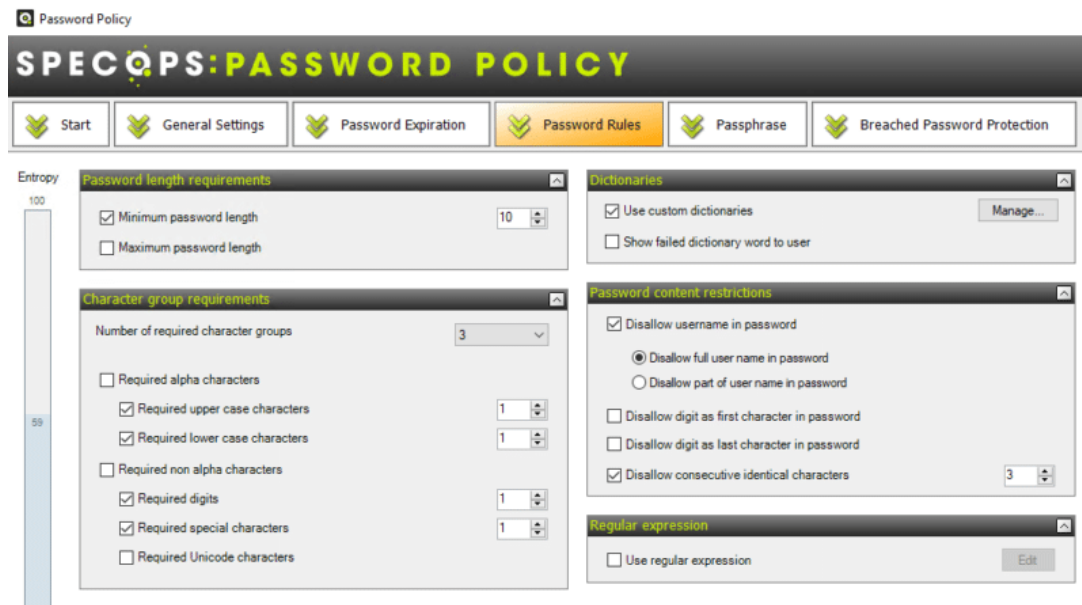 Password Policy
SPECOPS:PASSWORD POLICY
Start
General Settings
Password Expiration
Password Rules
Passphrase
Breached Password Protection
Entropy
100
59
Password length requirements
Minimum password length 10
Maximum password length
Character group requirements
Number of required character groups 3
Required alpha characters
Required upper case characters 1
Required lower case characters 1
Required non alpha characters
Required digits 1
Required special characters 1
Required Unicode characters
Dictionaries
Use custom dictionaries Manage...
Show failed dictionary word to user
Password content restrictions
Disallow username in password
Disallow full user name in password
Disallow part of user name in password
Disallow digit as first character in password
Disallow digit as last character in password
Disallow consecutive identical characters 3
Regular expression
Use regular expression Edit